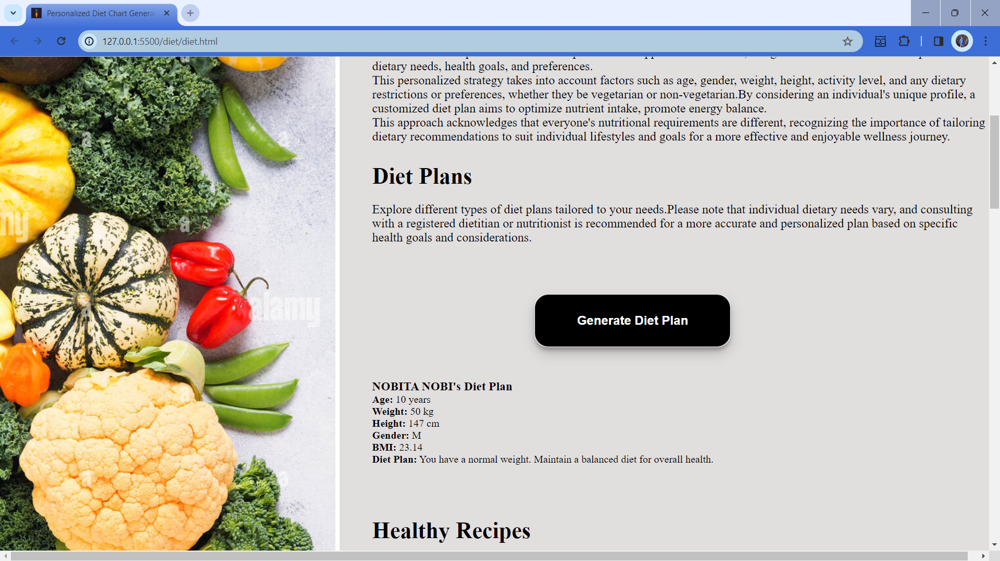 Personalized Diet Chart Genera
127.0.0.1:5500/diet/diet.html
dietary needs, health goals, and preferences.
This personalized strategy takes into account factors such as age, gender, weight, height, activity level, and any dietary
restrictions or preferences, whether they be vegetarian or non-vegetarian.By considering an individual's unique profile, a
customized diet plan aims to optimize nutrient intake, promote energy balance.
This approach acknowledges that everyone's nutritional requirements are different, recognizing the importance of tailoring
dietary recommendations to suit individual lifestyles and goals for a more effective and enjoyable wellness journey.
Diet Plans
Explore different types of diet plans tailored to your needs.Please note that individual dietary needs vary, and consulting
with a registered dietitian or nutritionist is recommended for a more accurate and personalized plan based on specific
health goals and considerations.
Generate Diet Plan
NOBITA NOBI's Diet Plan
Age: 10 years
Weight: 50 kg
Height: 147 cm
Gender: M
BMI: 23.14
Diet Plan: You have a normal weight. Maintain a balanced diet for overall health.
Healthy Recipes
a
a
a
my
a
alamy
a
a
a
a